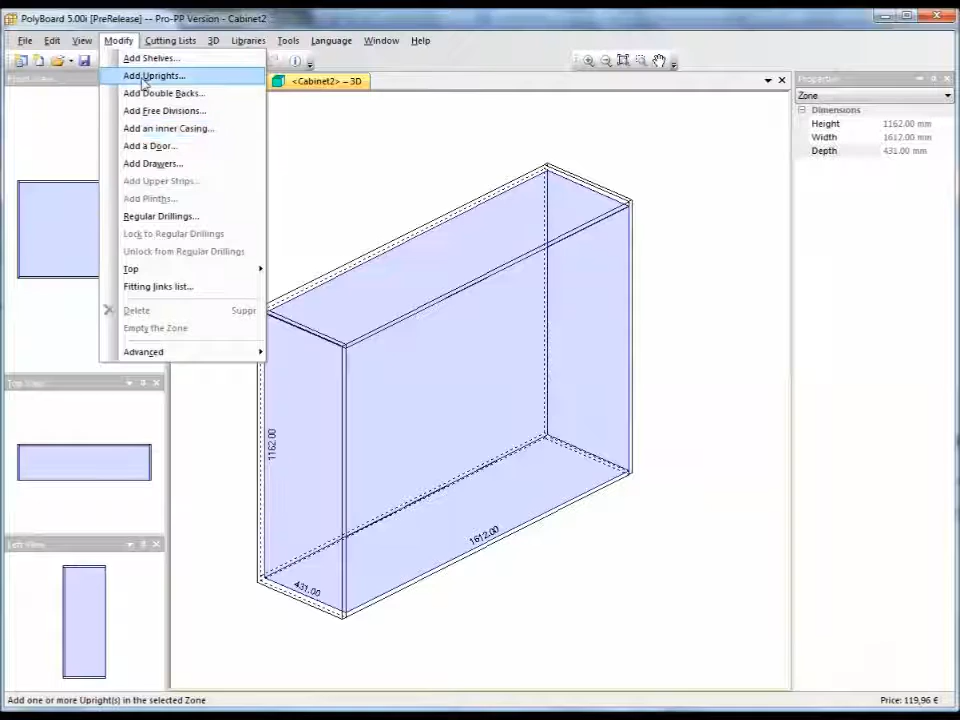 PolyBoard 5.00i [PreRelease] -- Pro-PP Version - Cabinet2
File Edit View Modify Cutting Lists 3D Libraries Tools Language Window Help
Add Shelves...
Add Uprights...
Add Double Backs...
Add Free Divisions...
Add an inner Casing...
Add a Door...
Add Drawers...
Add Upper Strips...
Add Plinths...
Regular Drillings...
Lock to Regular Drillings
Unlock from Regular Drillings
Top
Fitting links list...
Delete Suppr
Empty the Zone
Advanced
<Cabinet2> -- 3D
1162.00
1612.00
431.00
Top View
Left View
Properties
Zone
Dimensions
Height 1162.00 mm
Width 1612.00 mm
Depth 431.00 mm
Add one or more Upright(s) in the selected Zone
Price: 119,96 €